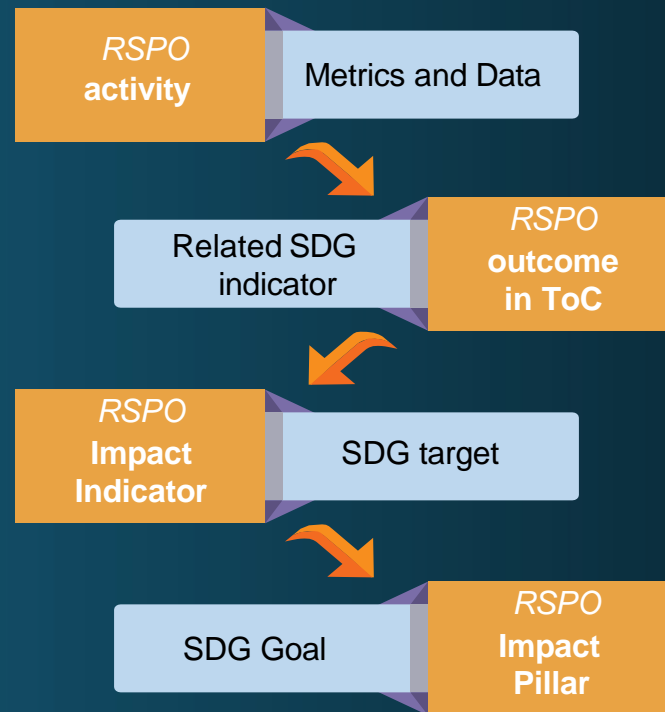 RSPO
activity
Metrics and Data
Related SDG
indicator
RSPO
outcome
in ToC
RSPO
Impact
Indicator
SDG target
SDG Goal
RSPO
Impact
Pillar